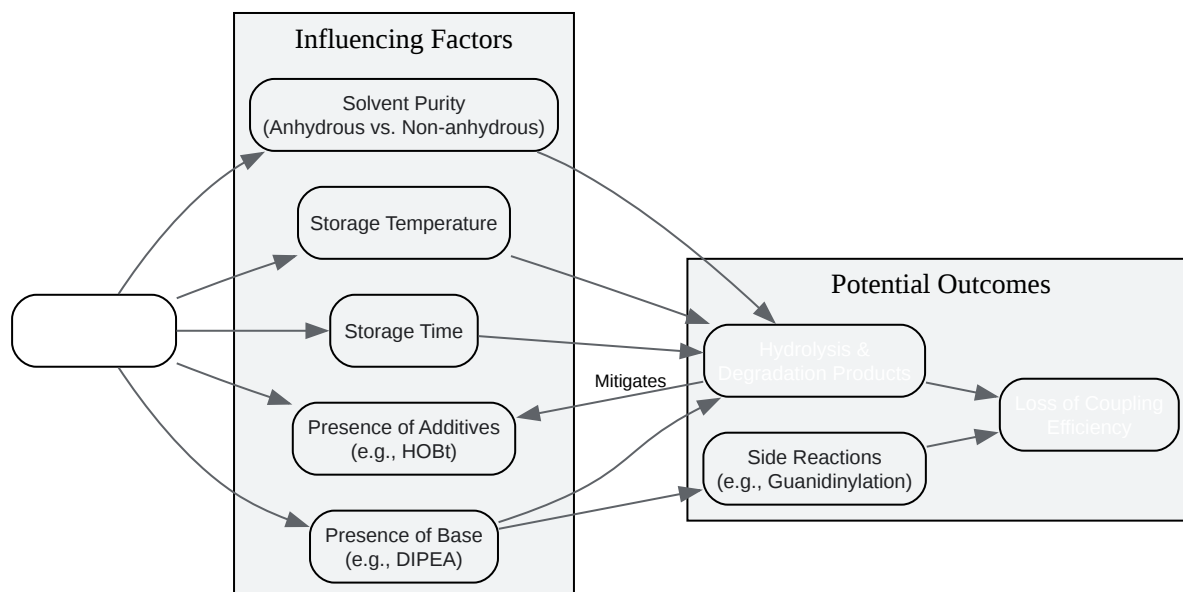 Influencing Factors
Solvent Purity
(Anhydrous vs. Non-anhydrous)
Storage Temperature
Storage Time
Presence of Additives
(e.g., HOBt)
Presence of Base
(e.g., DIPEA)
Mitigates
Potential Outcomes
Hydrolysis &
Degradation Products
Side Reactions
(e.g., Guanidinylation)
Loss of Coupling
Efficiency